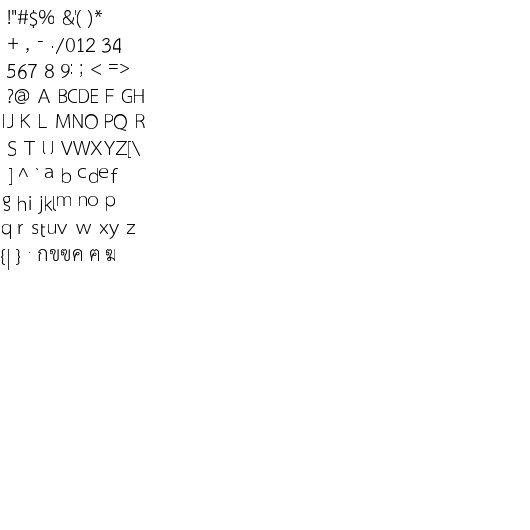 !"#$% &'( )*
+ , - ./012 34
567 8 9: ; < =>
?@ A BCDE F GH
IJ K L MNO PQ R
S T U VWXYZ[\
] ^ ` a b cdef
g hi jklm no p
q r stuv w xy z
{| } · กขฃค ฅ ฆ